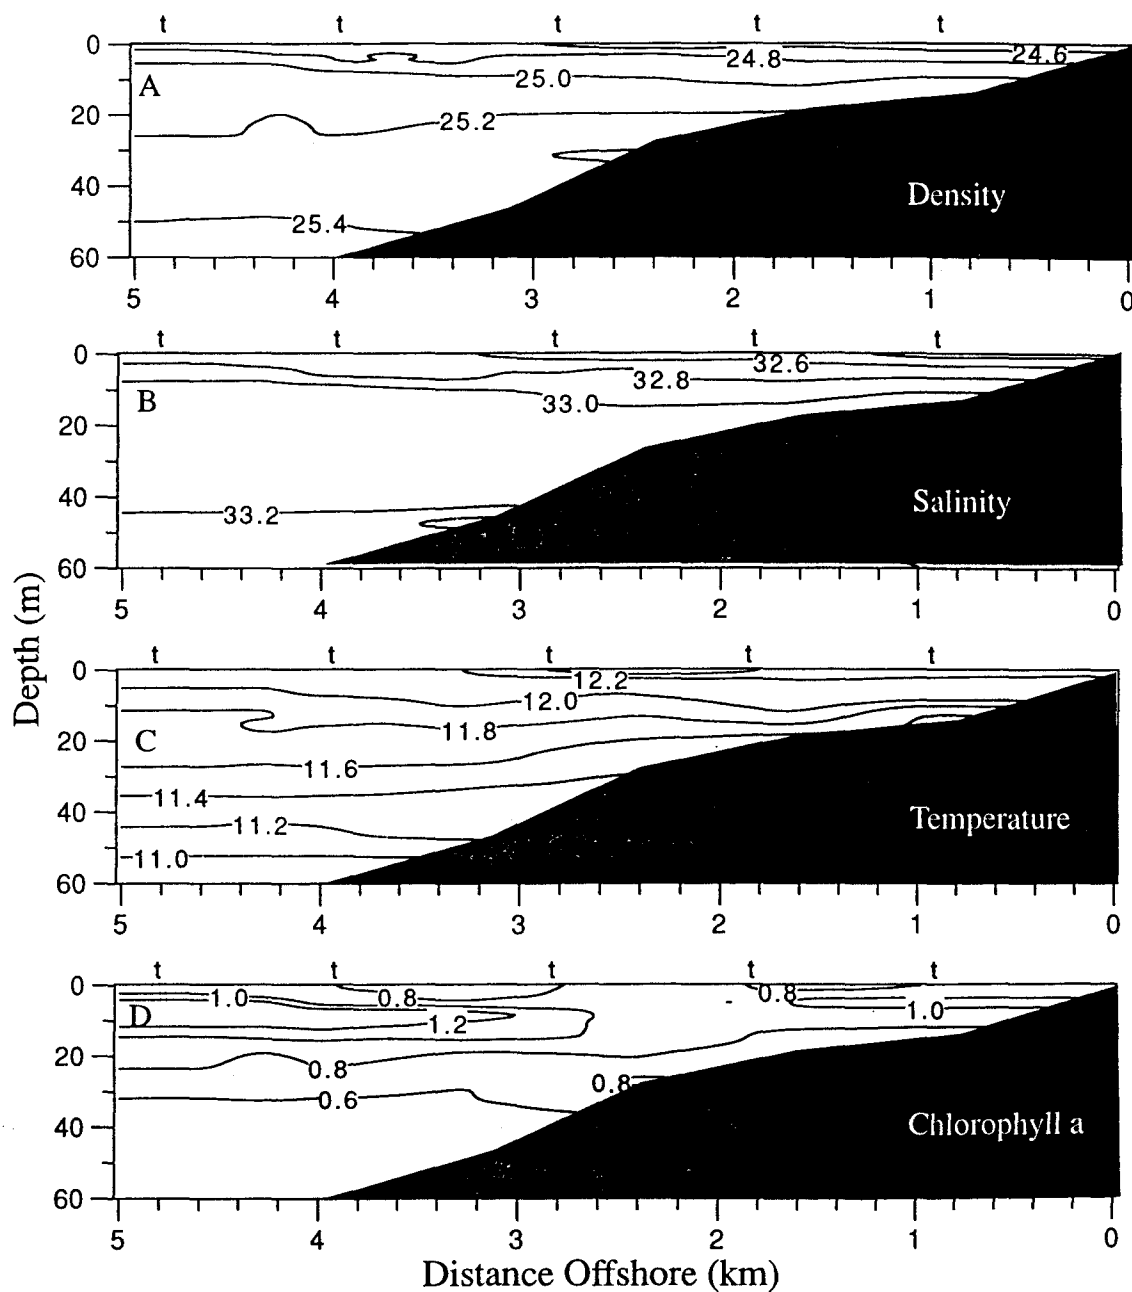 t t t t t
0
24.8 24.6
A 25.0
20
25.2
40
Density
25.4
60
5 4 3 2 1 0
t t t t t
0
32.6
32.8
B 33.0
20
40
33.2 Salinity
60
5 4 3 2 1 0
t t t t t
0
12.2
12.0
11.8
C
20
11.6
11.4
40
11.2 Temperature
11.0
60
5 4 3 2 1 0
t t t t t
0
1.0 0.8 0.8
D 1.2 1.0
20
0.8 0.8
0.6
40
Chlorophyll a
60
5 4 3 2 1 0
Depth (m)
Distance Offshore (km)